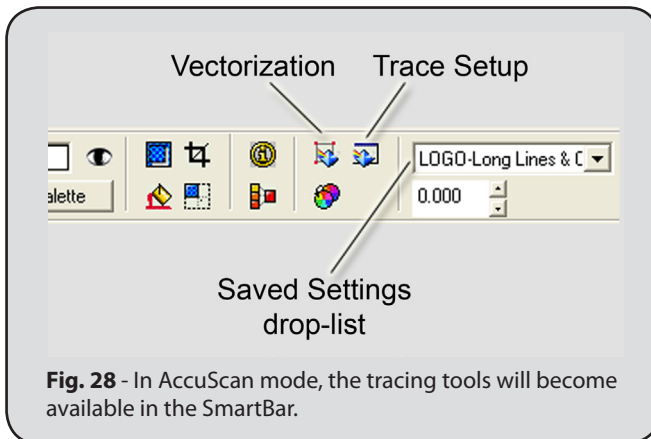 Vectorization Trace Setup
LOGO-Long Lines & C
alette
0.000
Saved Settings
drop-list
Fig. 28 - In AccuScan mode, the tracing tools will become
available in the SmartBar.